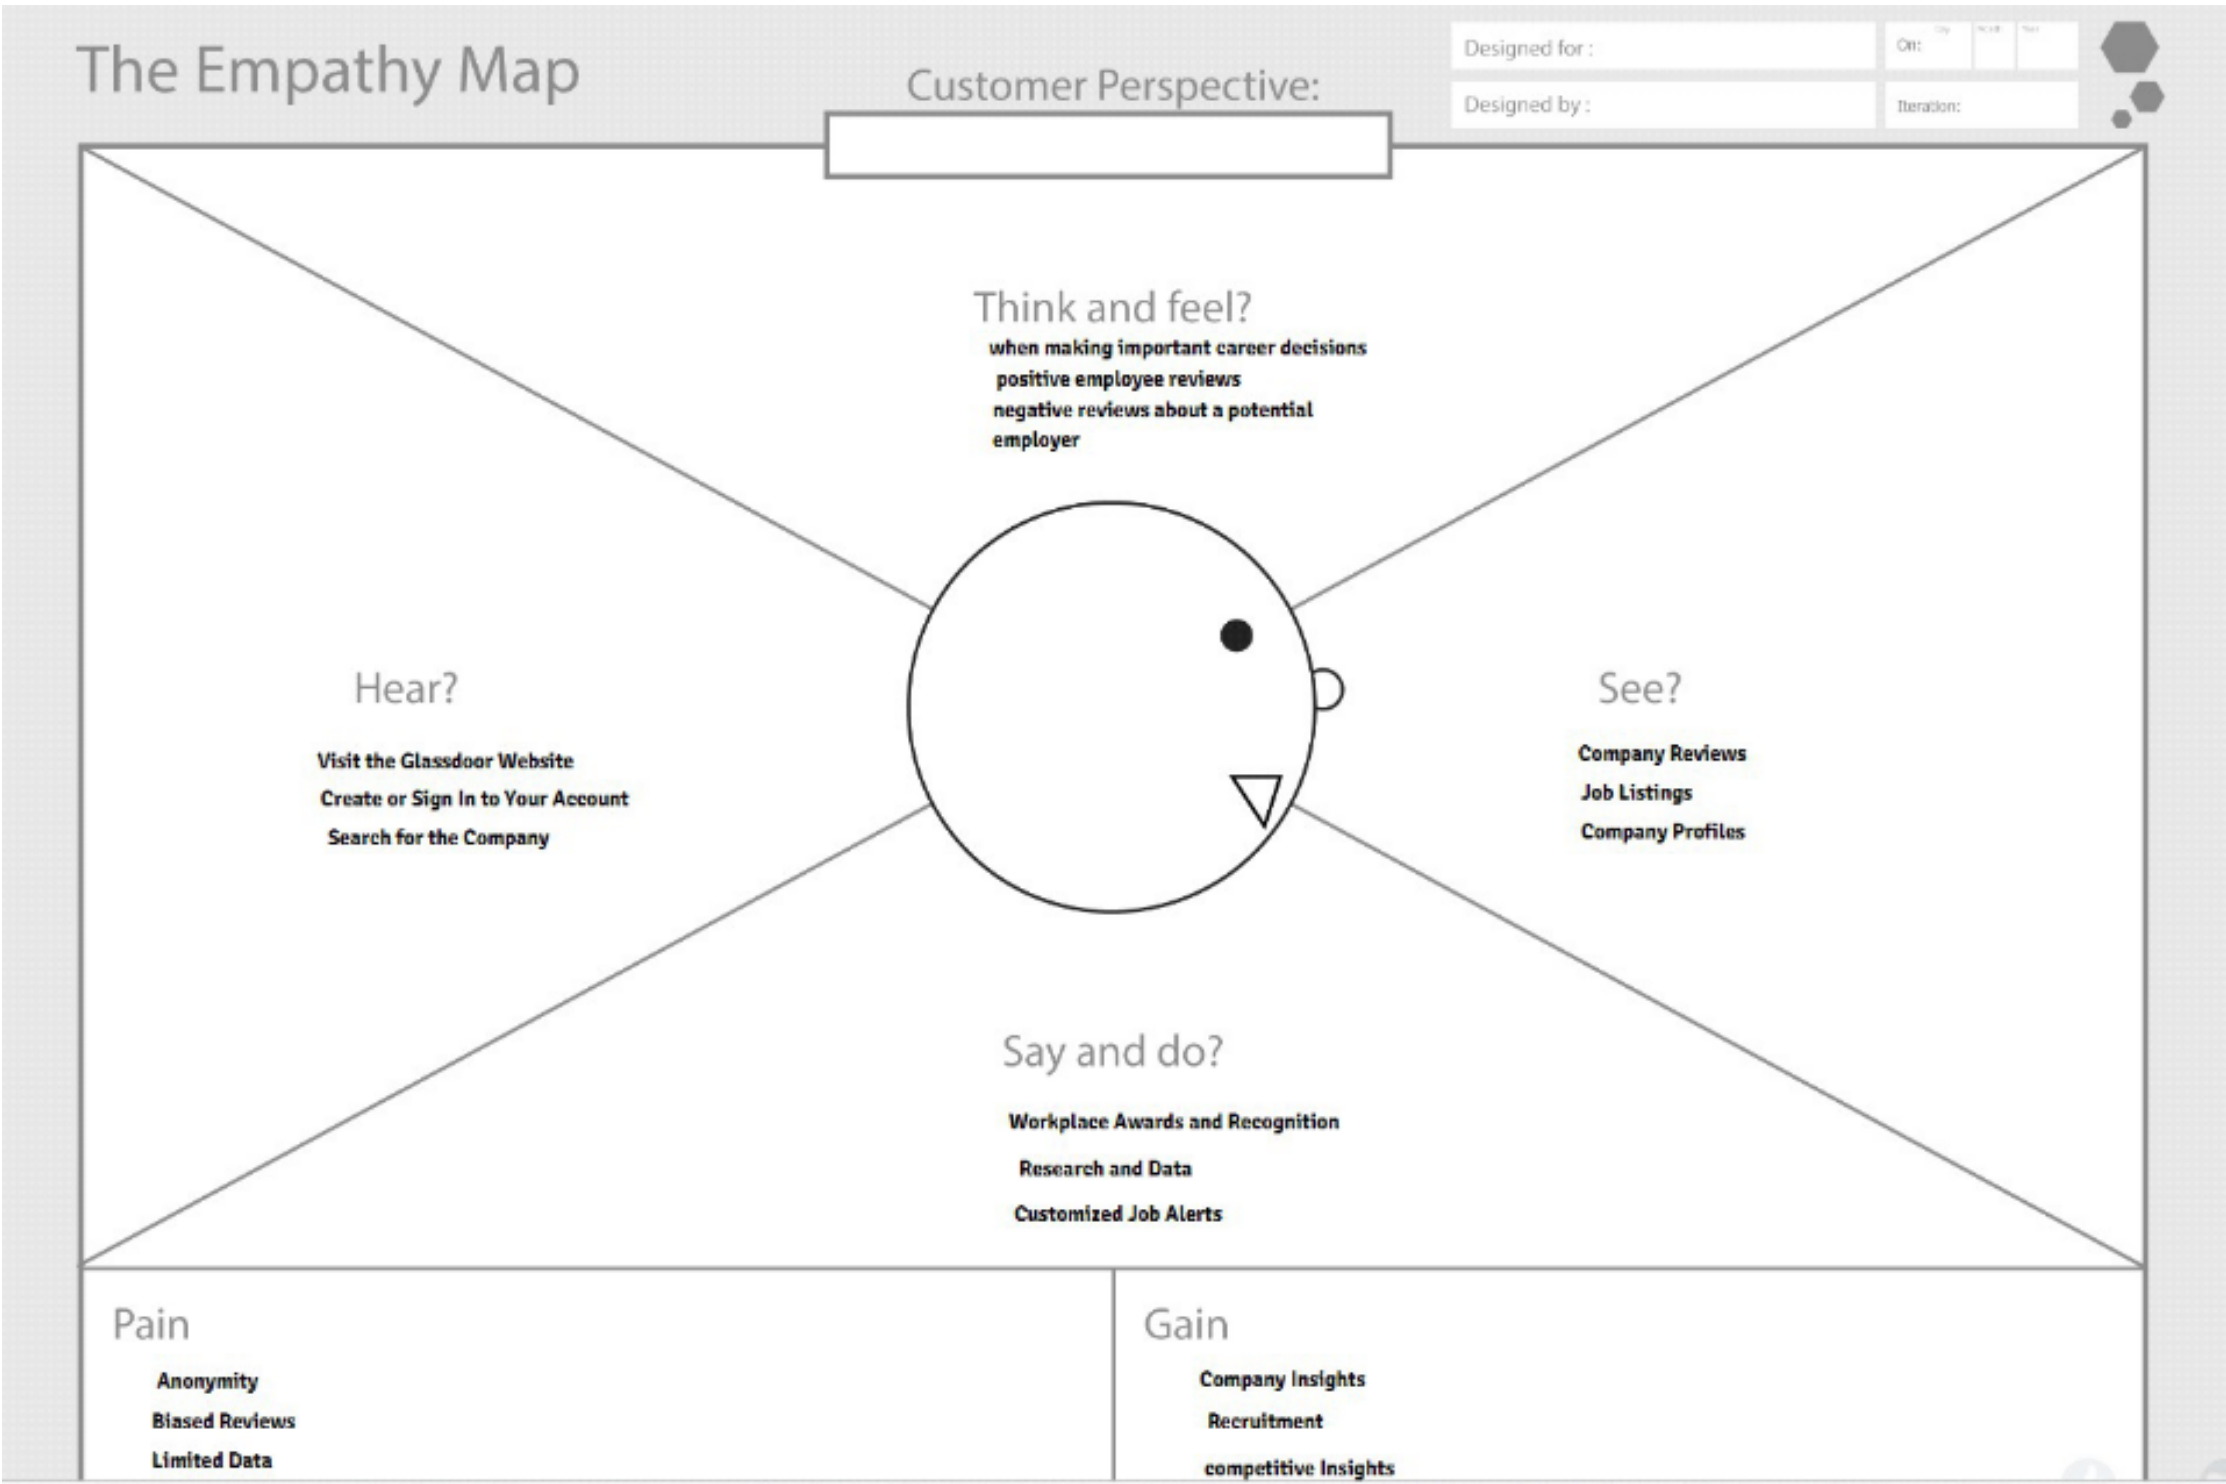 The Empathy Map
Customer Perspective:
Designed for :
On:
Designed by :
Iteration:
Think and feel?
when making important career decisions
positive employee reviews
negative reviews about a potential
employer
Hear?
Visit the Glassdoor Website
Create or Sign In to Your Account
Search for the Company
See?
Company Reviews
Job Listings
Company Profiles
Say and do?
Workplace Awards and Recognition
Research and Data
Customized Job Alerts
Pain
Anonymity
Biased Reviews
Limited Data
Gain
Company Insights
Recruitment
competitive Insights